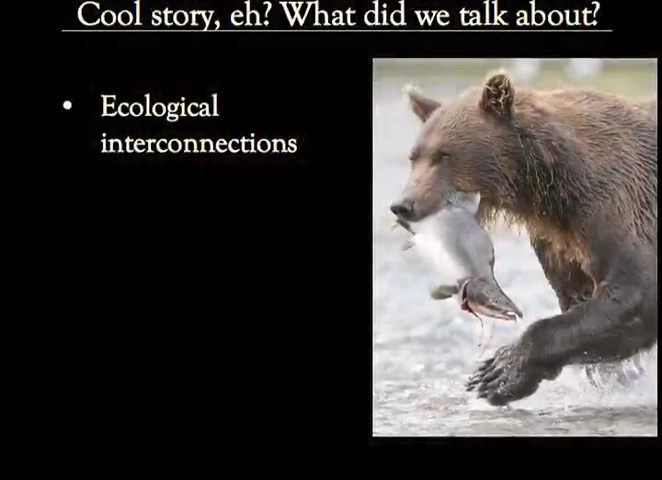 Cool story, eh? What did we talk about?
• Ecological
interconnections